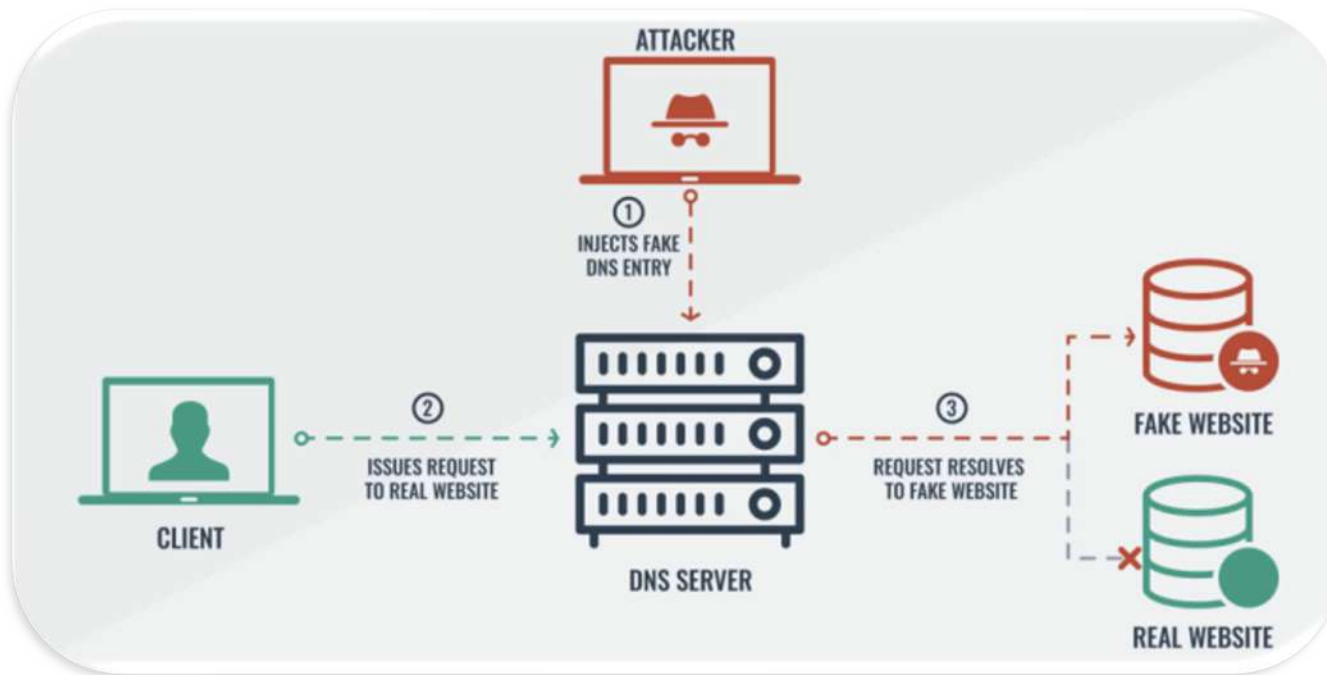 ATTACKER
1
INJECTS FAKE
DNS ENTRY
2
ISSUES REQUEST
TO REAL WEBSITE
CLIENT
DNS SERVER
3
REQUEST RESOLVES
TO FAKE WEBSITE
FAKE WEBSITE
REAL WEBSITE